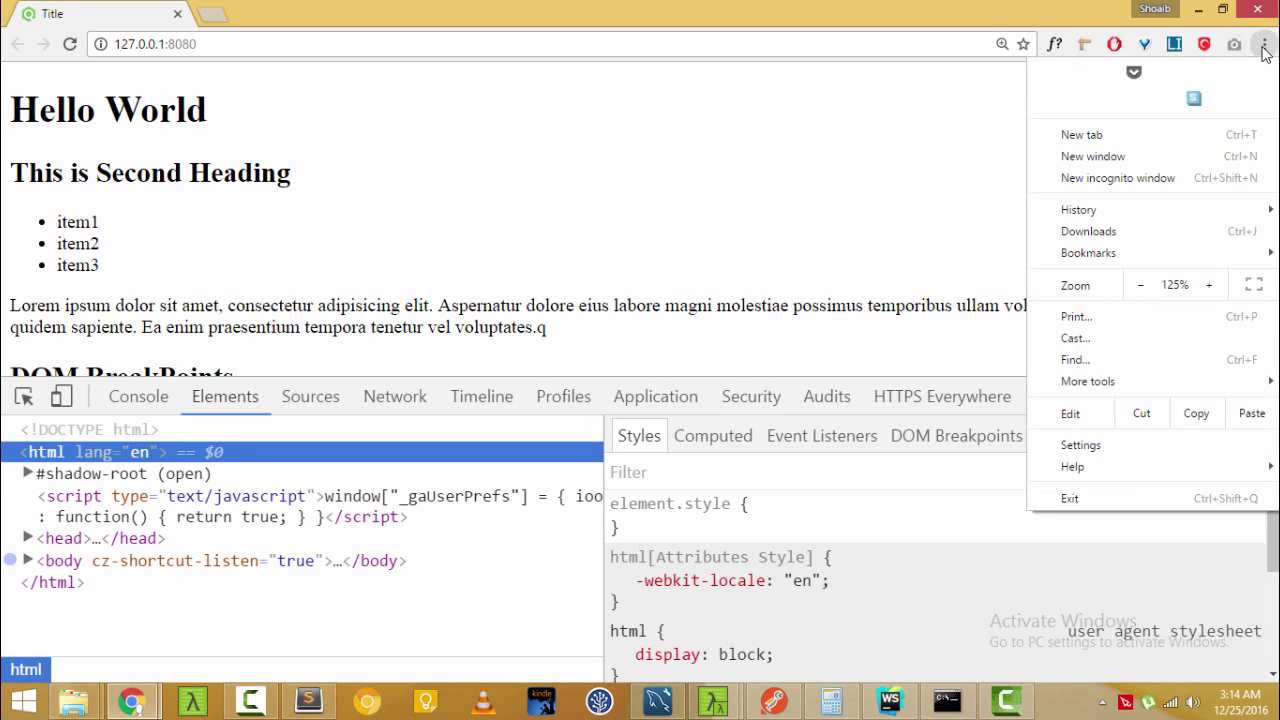 Title
Shoaib
127.0.0.1:8080
f?
Hello World
This is Second Heading
item1
item2
item3
Lorem ipsum dolor sit amet, consectetur adipisicing elit. Aspernatur dolore eius labore magni molestiae possimus temporibus ullam vol
quidem sapiente. Ea enim praesentium tempora tenetur vel voluptates.q
DOM BreakPoints
New tab Ctrl+T
New window Ctrl+N
New incognito window Ctrl+Shift+N
History
Downloads Ctrl+J
Bookmarks
Zoom − 125% +
Print... Ctrl+P
Cast...
Find... Ctrl+F
More tools
Edit Cut Copy Paste
Settings
Help
Exit Ctrl+Shift+Q
Console Elements Sources Network Timeline Profiles Application Security Audits HTTPS Everywhere
<!DOCTYPE html>
<html lang="en"> == $0
#shadow-root (open)
<script type="text/javascript">window["_gaUserPrefs"] = { ioo
: function() { return true; } }</script>
<head>…</head>
<body cz-shortcut-listen="true">…</body>
</html>
html
Styles Computed Event Listeners DOM Breakpoints
Filter
element.style {
}
html[Attributes Style] {
-webkit-locale: "en";
}
html { user agent stylesheet
display: block;
}
Activate Windows
Go to PC settings to activate Windows.
kindle
WS
3:14 AM
12/25/2016